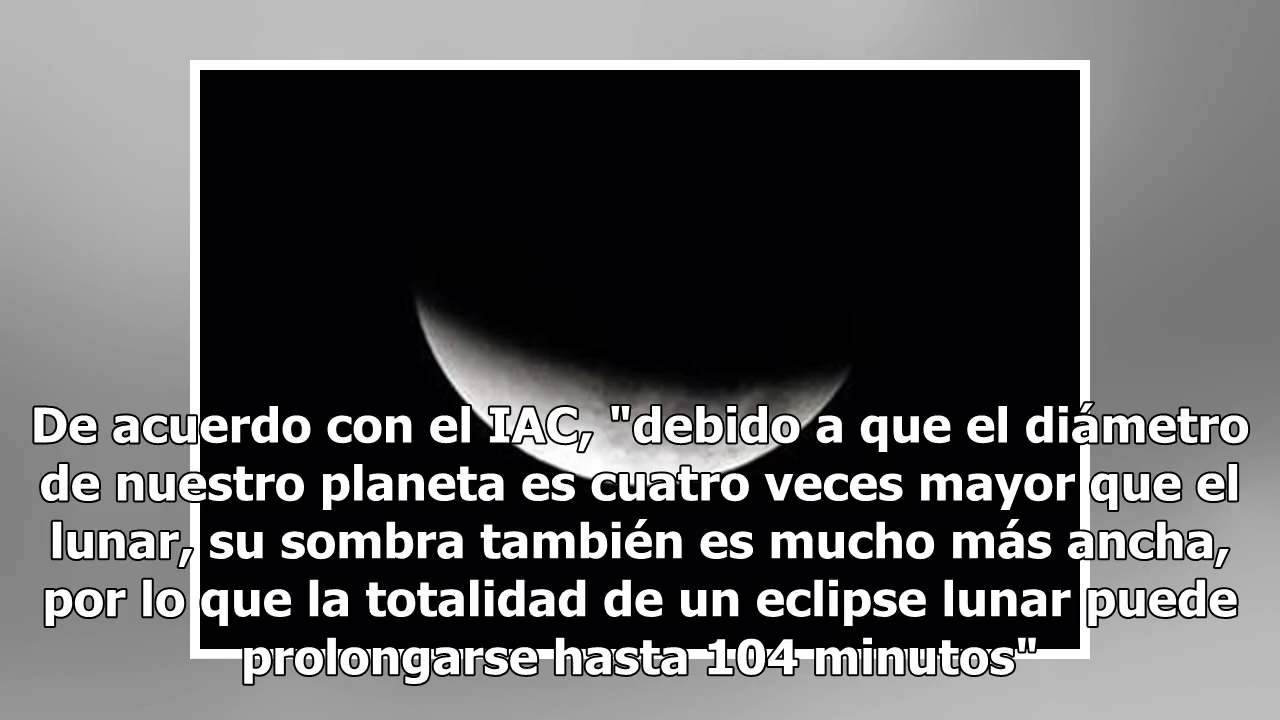 De acuerdo con el IAC, "debido a que el diámetro
de nuestro planeta es cuatro veces mayor que el
lunar, su sombra también es mucho más ancha,
por lo que la totalidad de un eclipse lunar puede
prolongarse hasta 104 minutos"